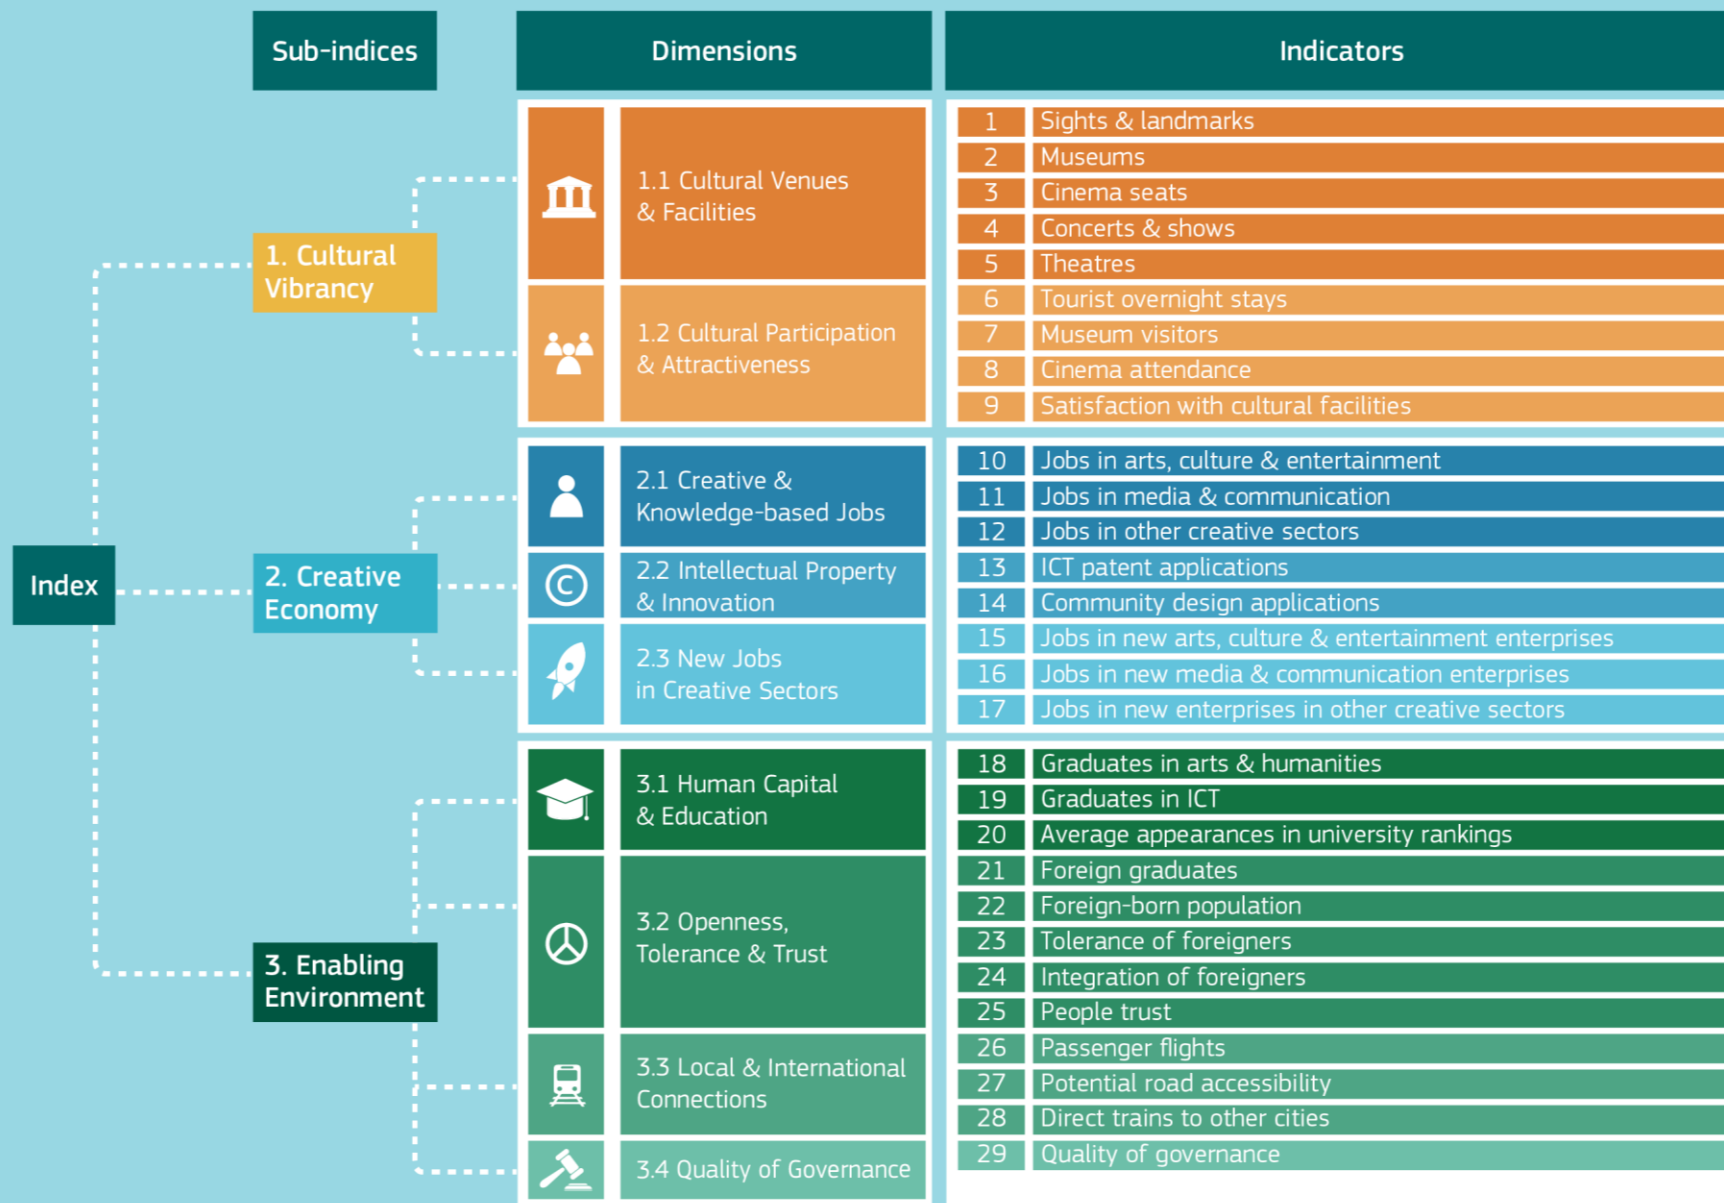 Sub-indices
Dimensions
Indicators
Index
1. Cultural
Vibrancy
1.1 Cultural Venues
& Facilities
1 Sights & landmarks
2 Museums
3 Cinema seats
4 Concerts & shows
5 Theatres
1.2 Cultural Participation
& Attractiveness
6 Tourist overnight stays
7 Museum visitors
8 Cinema attendance
9 Satisfaction with cultural facilities
2. Creative
Economy
2.1 Creative &
Knowledge-based Jobs
10 Jobs in arts, culture & entertainment
11 Jobs in media & communication
12 Jobs in other creative sectors
©
2.2 Intellectual Property
& Innovation
13 ICT patent applications
14 Community design applications
2.3 New Jobs
in Creative Sectors
15 Jobs in new arts, culture & entertainment enterprises
16 Jobs in new media & communication enterprises
17 Jobs in new enterprises in other creative sectors
3. Enabling
Environment
3.1 Human Capital
& Education
18 Graduates in arts & humanities
19 Graduates in ICT
20 Average appearances in university rankings
3.2 Openness,
Tolerance & Trust
21 Foreign graduates
22 Foreign-born population
23 Tolerance of foreigners
24 Integration of foreigners
25 People trust
3.3 Local & International
Connections
26 Passenger flights
27 Potential road accessibility
28 Direct trains to other cities
3.4 Quality of Governance
29 Quality of governance